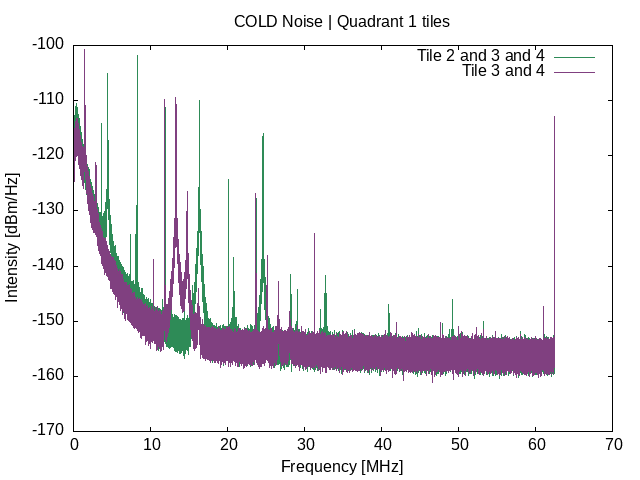 COLD Noise | Quadrant 1 tiles
Tile 2 and 3 and 4
Tile 3 and 4
Intensity [dBm/Hz]
-100
-110
-120
-130
-140
-150
-160
-170
0 10 20 30 40 50 60 70
Frequency [MHz]